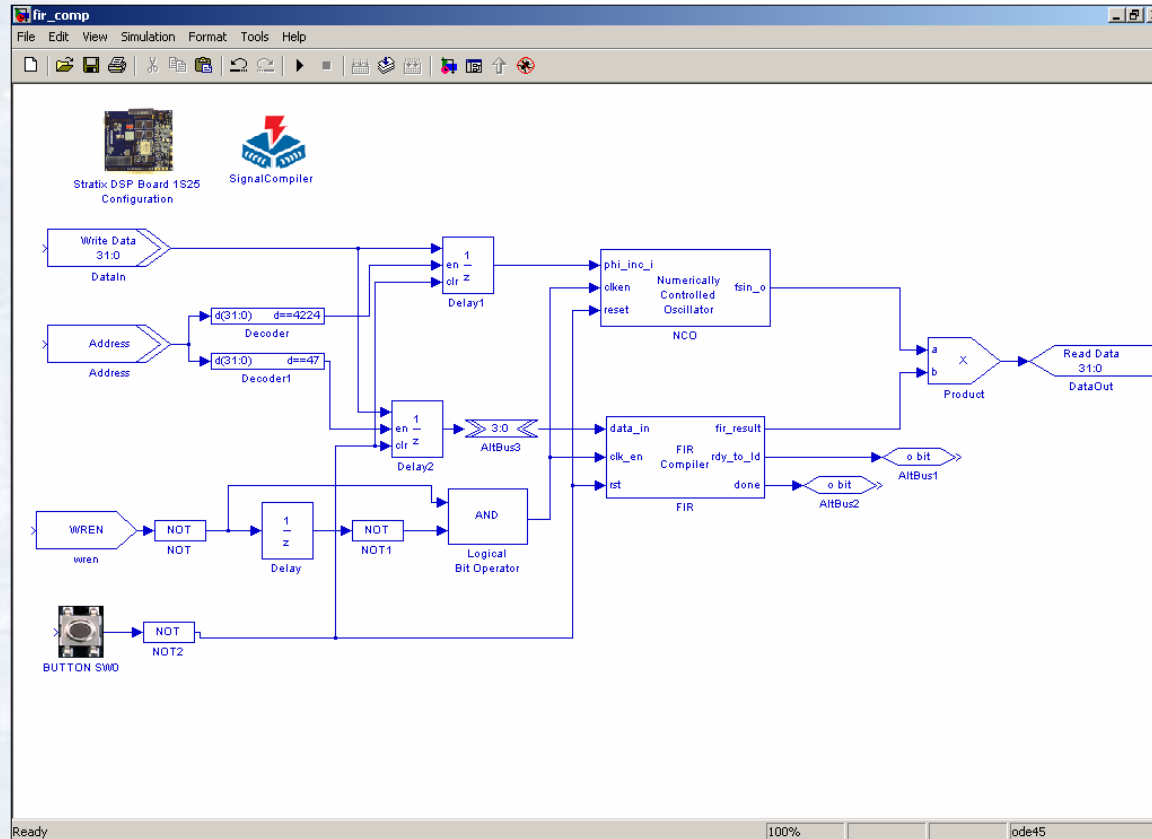 fir_comp
File Edit View Simulation Format Tools Help
Stratix DSP Board 1S25
Configuration
SignalCompiler
Write Data
31:0
DataIn
Address
Address
d(31:0) d==4224
Decoder
d(31:0) d==47
Decoder1
1
en
z
clr
Delay1
1
en
z
clr
Delay2
3:0
AltBus3
phi_inc_i
clken
reset
Numerically
Controlled
Oscillator
fsin_o
NCO
data_in
clk_en
rst
FIR
Compiler
fir_result
rdy_to_ld
done
FIR
a
b
X
Product
Read Data
31:0
DataOut
o bit
AltBus1
o bit
AltBus2
WREN
wren
NOT
NOT
1
z
Delay
NOT
NOT1
AND
Logical
Bit Operator
BUTTON SW0
NOT
NOT2
Ready 100% ode45